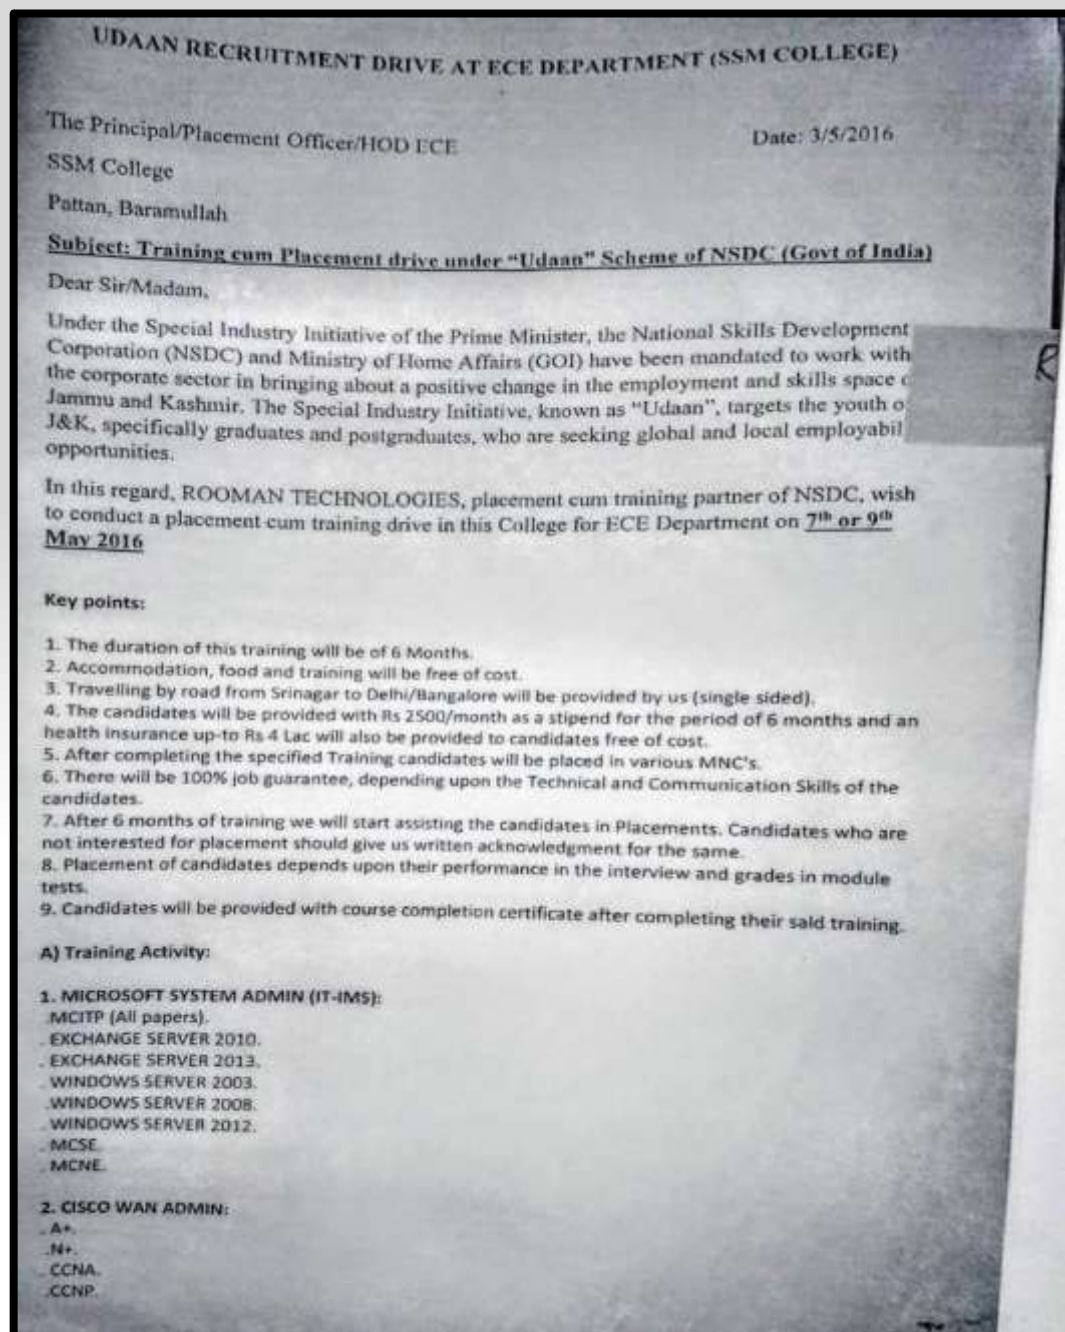 UDAAN RECRUITMENT DRIVE AT ECE DEPARTMENT (SSM COLLEGE)
The Principal/Placement Officer/HOD ECE Date: 3/5/2016
SSM College
Pattan, Baramullah
Subject: Training cum Placement drive under “Udaan” Scheme of NSDC (Govt of India)
Dear Sir/Madam,
Under the Special Industry Initiative of the Prime Minister, the National Skills Development
Corporation (NSDC) and Ministry of Home Affairs (GOI) have been mandated to work with
the corporate sector in bringing about a positive change in the employment and skills space
Jammu and Kashmir. The Special Industry Initiative, known as “Udaan”, targets the youth o
J&K, specifically graduates and postgraduates, who are seeking global and local employabil
opportunities.
In this regard, ROOMAN TECHNOLOGIES, placement cum training partner of NSDC, wish
to conduct a placement cum training drive in this College for ECE Department on 7th or 9th
May 2016
Key points:
1. The duration of this training will be of 6 Months.
2. Accommodation, food and training will be free of cost.
3. Travelling by road from Srinagar to Delhi/Bangalore will be provided by us (single sided).
4. The candidates will be provided with Rs 2500/month as a stipend for the period of 6 months and an
health insurance up-to Rs 4 Lac will also be provided to candidates free of cost.
5. After completing the specified Training candidates will be placed in various MNC's.
6. There will be 100% job guarantee, depending upon the Technical and Communication Skills of the
candidates.
7. After 6 months of training we will start assisting the candidates in Placements. Candidates who are
not interested for placement should give us written acknowledgment for the same.
8. Placement of candidates depends upon their performance in the interview and grades in module
tests.
9. Candidates will be provided with course completion certificate after completing their said training.
A) Training Activity:
1. MICROSOFT SYSTEM ADMIN (IT-IMS):
.MCITP (All papers).
. EXCHANGE SERVER 2010.
. EXCHANGE SERVER 2013.
. WINDOWS SERVER 2003.
.WINDOWS SERVER 2008.
. WINDOWS SERVER 2012.
. MCSE.
. MCNE.
2. CISCO WAN ADMIN:
. A+.
.N+.
. CCNA.
.CCNP.